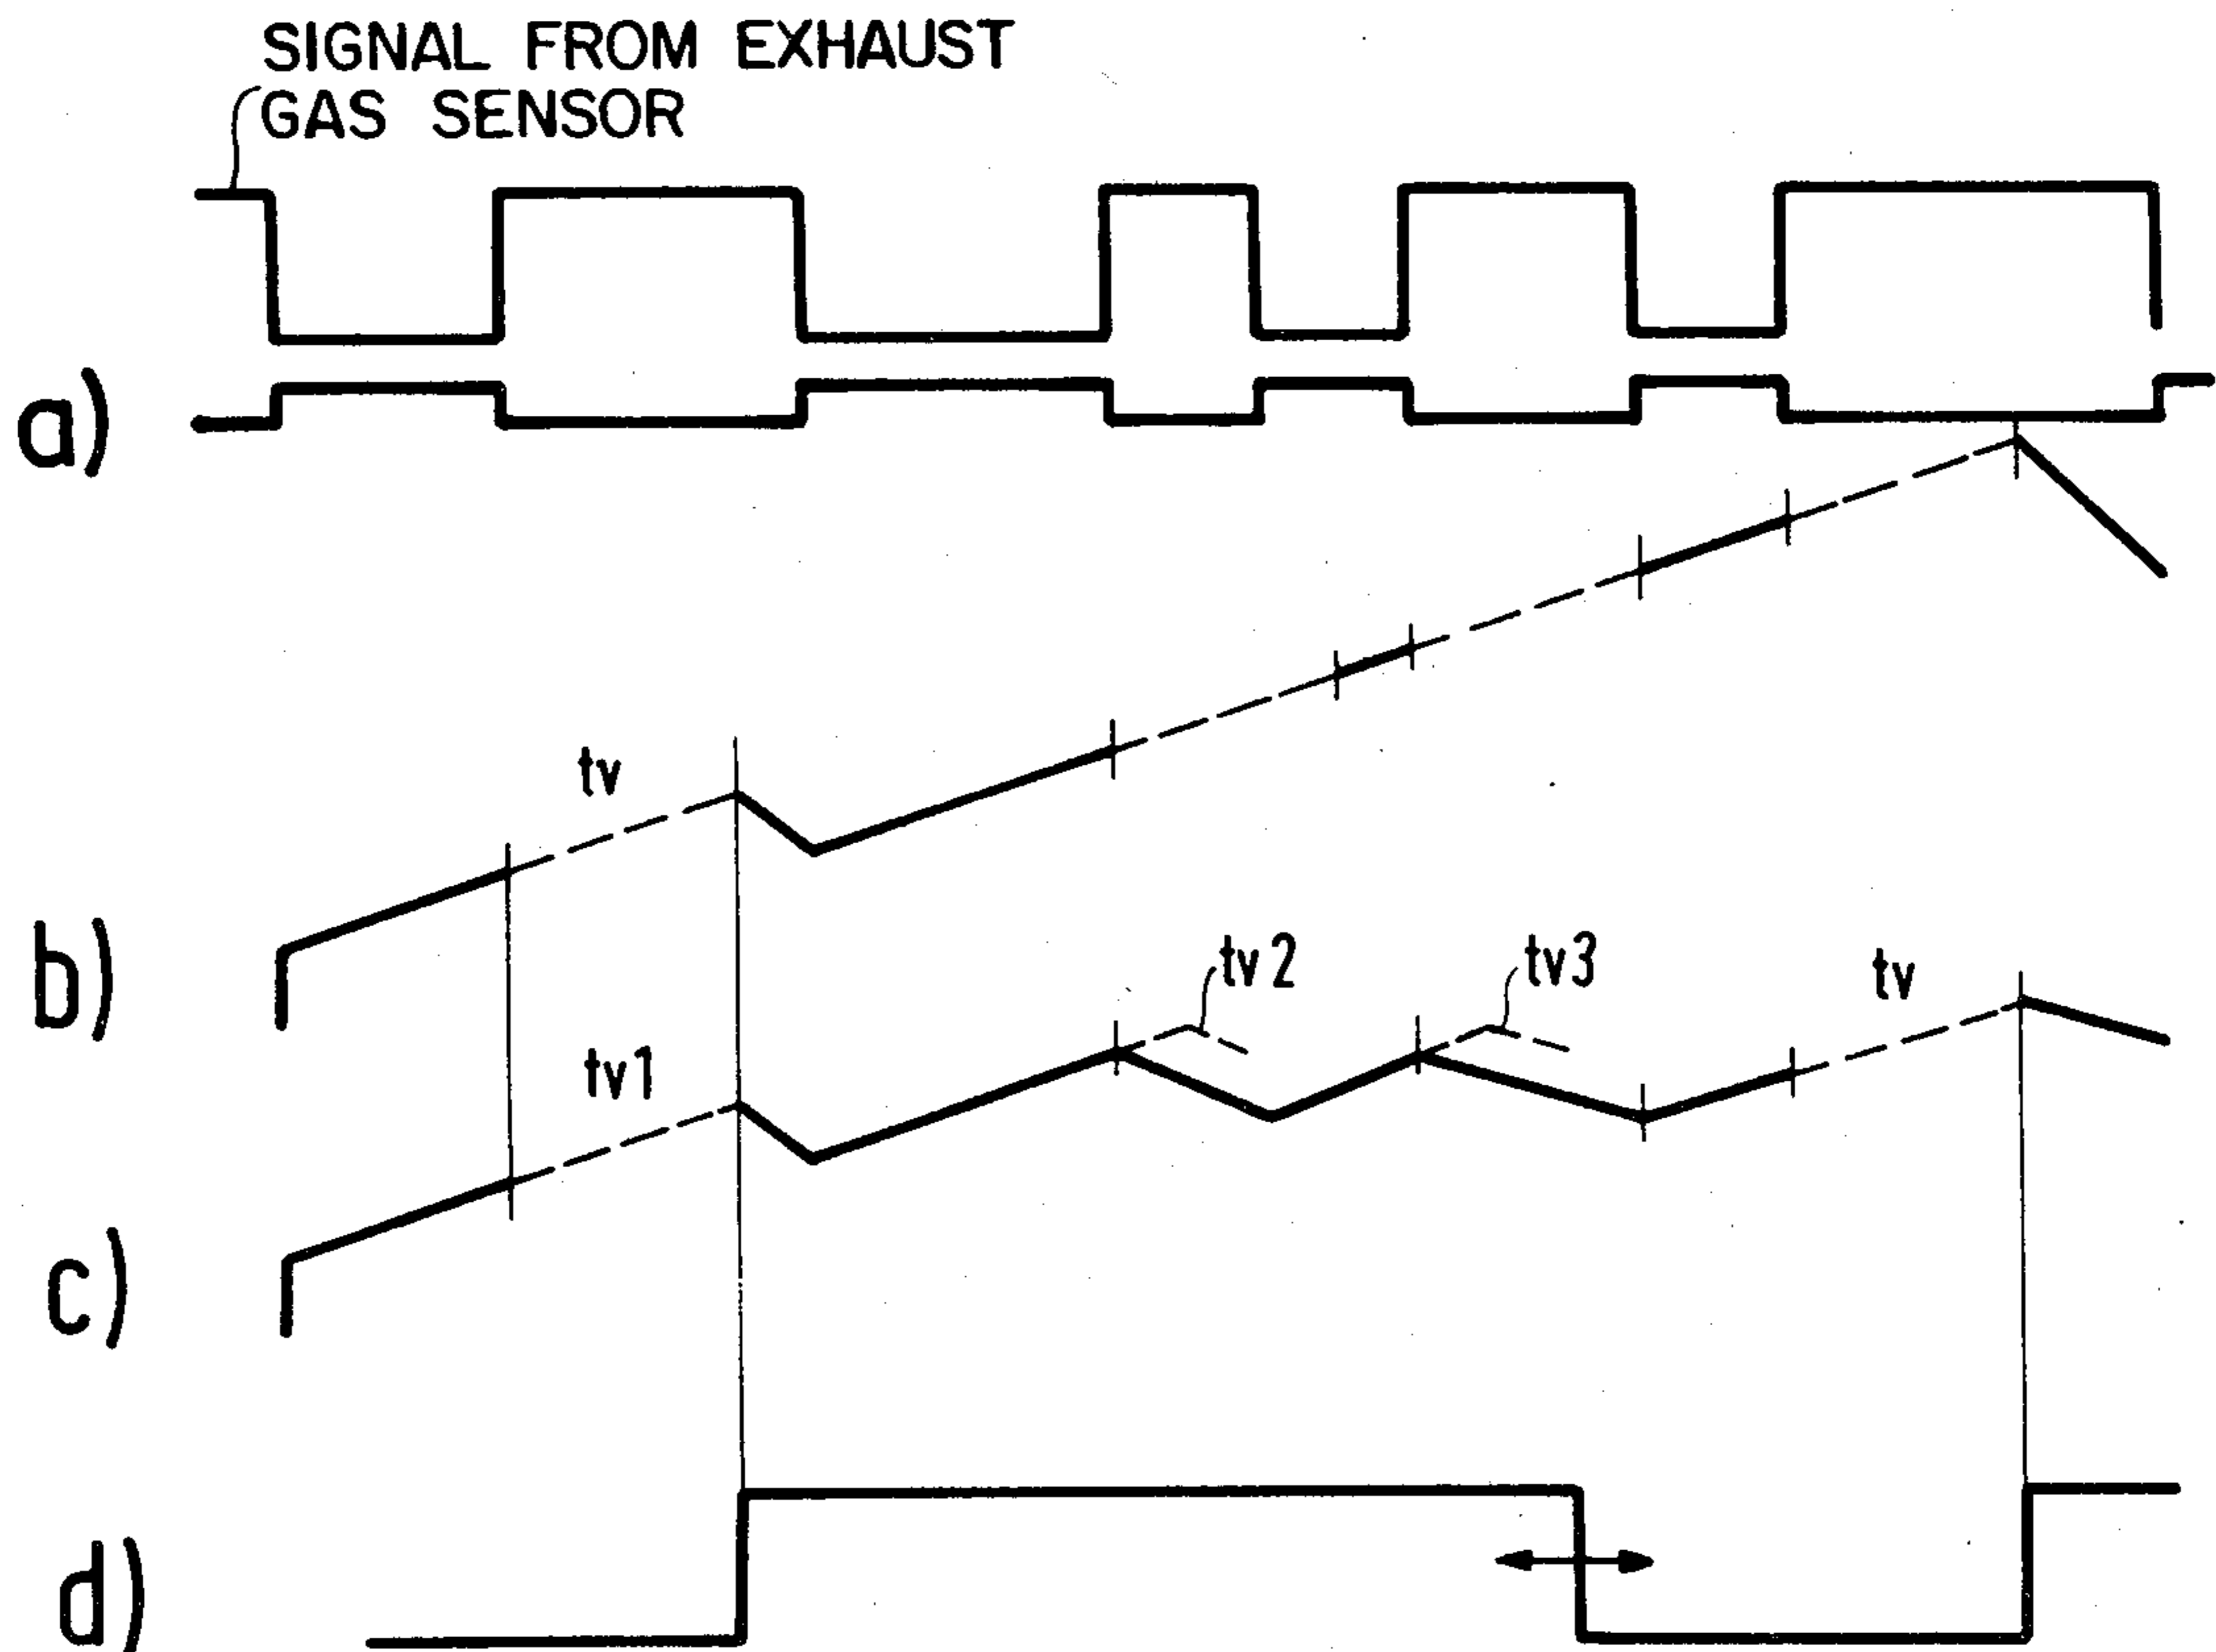 SIGNAL FROM EXHAUST
GAS SENSOR
a)
tv
b)
tv2
tv3
tv
tv1
c)
d)